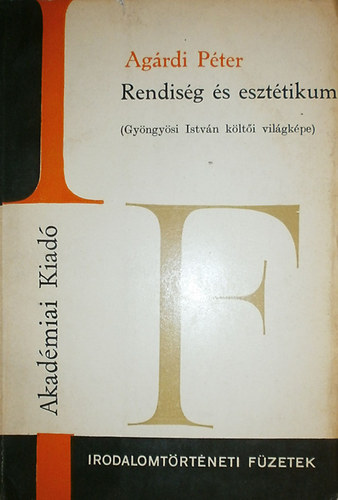 I
Agárdi Péter
Rendiség és esztétikum
(Gyöngyösi István költői világképe)
F
Akadémiai Kiadó
IRODALOMTÖRTÉNETI FÜZETEK